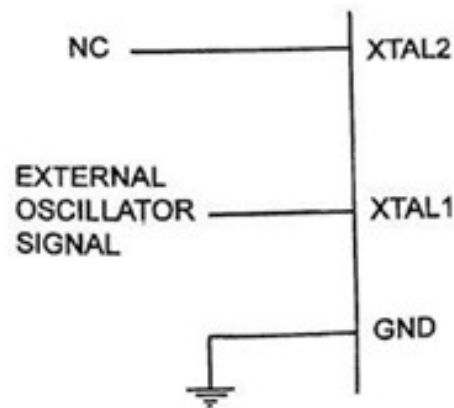 NC
XTAL2
EXTERNAL
OSCILLATOR
SIGNAL
XTAL1
GND